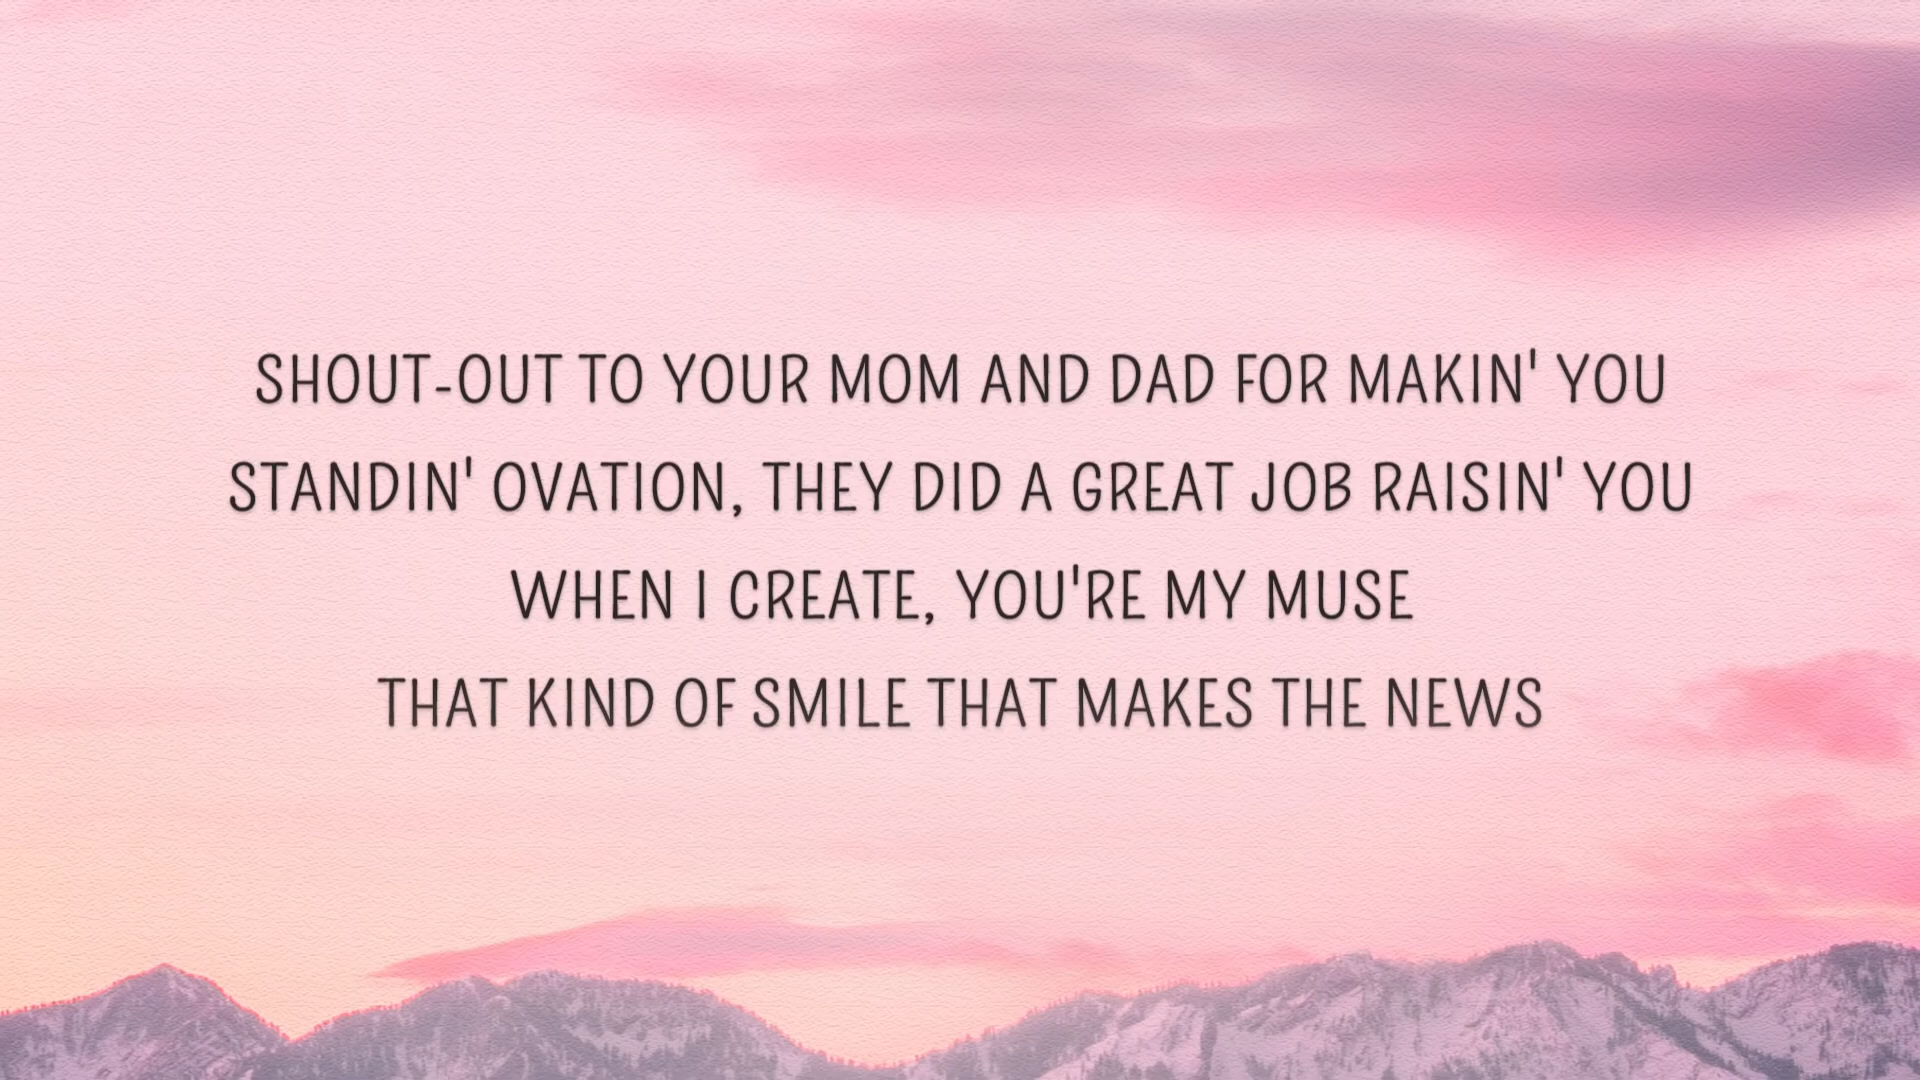 SHOUT-OUT TO YOUR MOM AND DAD FOR MAKIN' YOU
STANDIN' OVATION, THEY DID A GREAT JOB RAISIN' YOU
WHEN I CREATE, YOU'RE MY MUSE
THAT KIND OF SMILE THAT MAKES THE NEWS